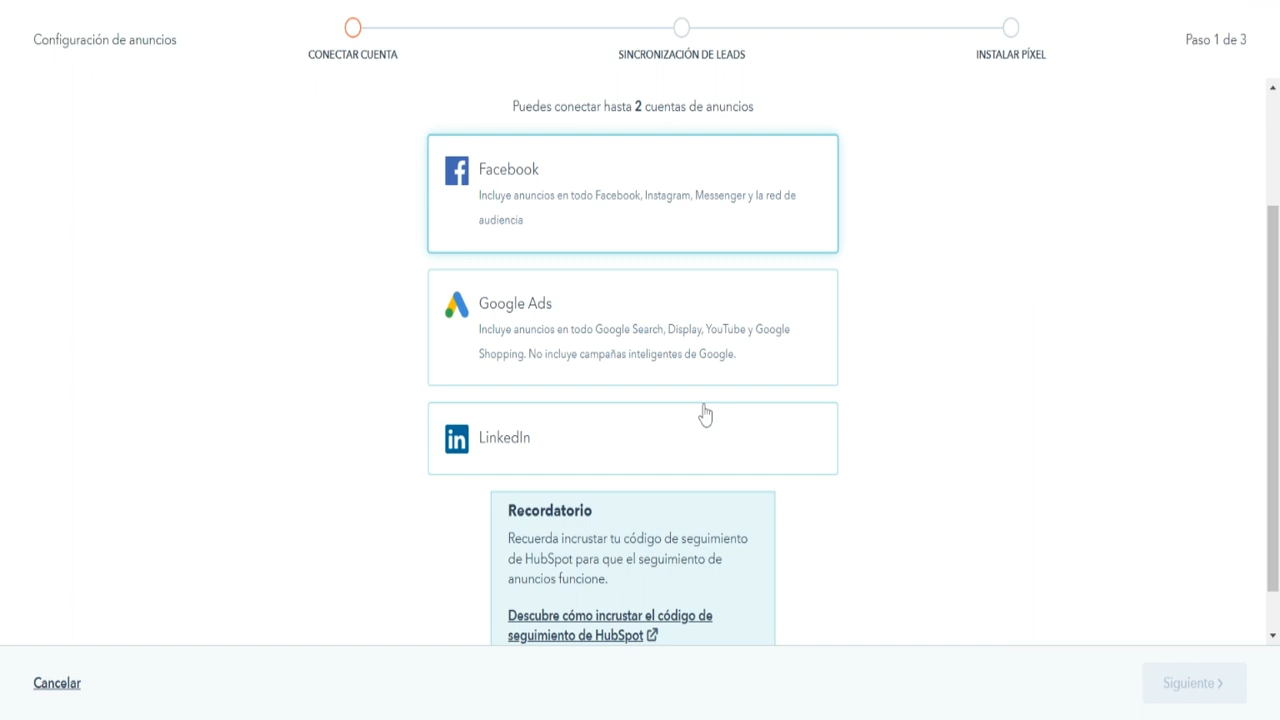 Configuración de anuncios
CONECTAR CUENTA
SINCRONIZACIÓN DE LEADS
INSTALAR PÍXEL
Paso 1 de 3
Puedes conectar hasta 2 cuentas de anuncios
Facebook
Incluye anuncios en todo Facebook, Instagram, Messenger y la red de
audiencia
Google Ads
Incluye anuncios en todo Google Search, Display, YouTube y Google
Shopping. No incluye campañas inteligentes de Google.
LinkedIn
Recordatorio
Recuerda incrustar tu código de seguimiento
de HubSpot para que el seguimiento de
anuncios funcione.
Descubre cómo incrustar el código de
seguimiento de HubSpot
Cancelar
Siguiente